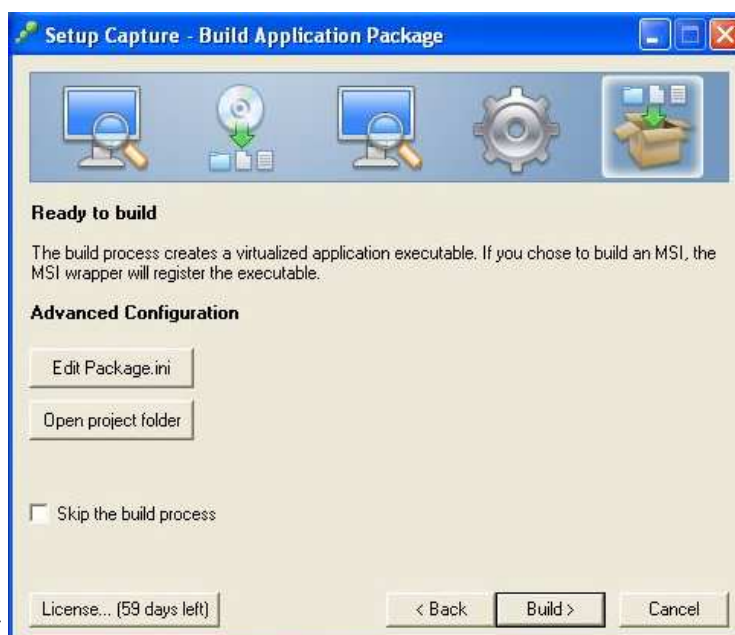 Setup Capture - Build Application Package
Ready to build
The build process creates a virtualized application executable. If you chose to build an MSI, the
MSI wrapper will register the executable.
Advanced Configuration
Edit Package.ini
Open project folder
Skip the build process
License... (59 days left)
< Back
Build >
Cancel